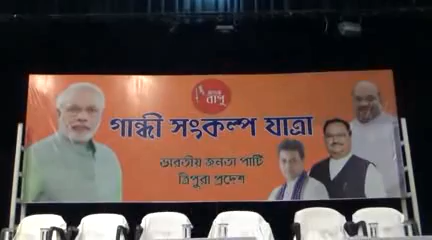 বাপু
গান্ধী সংকল্প যাত্রা
ভারতীয় জনতা পার্টি
ত্রিপুরা প্রদেশ